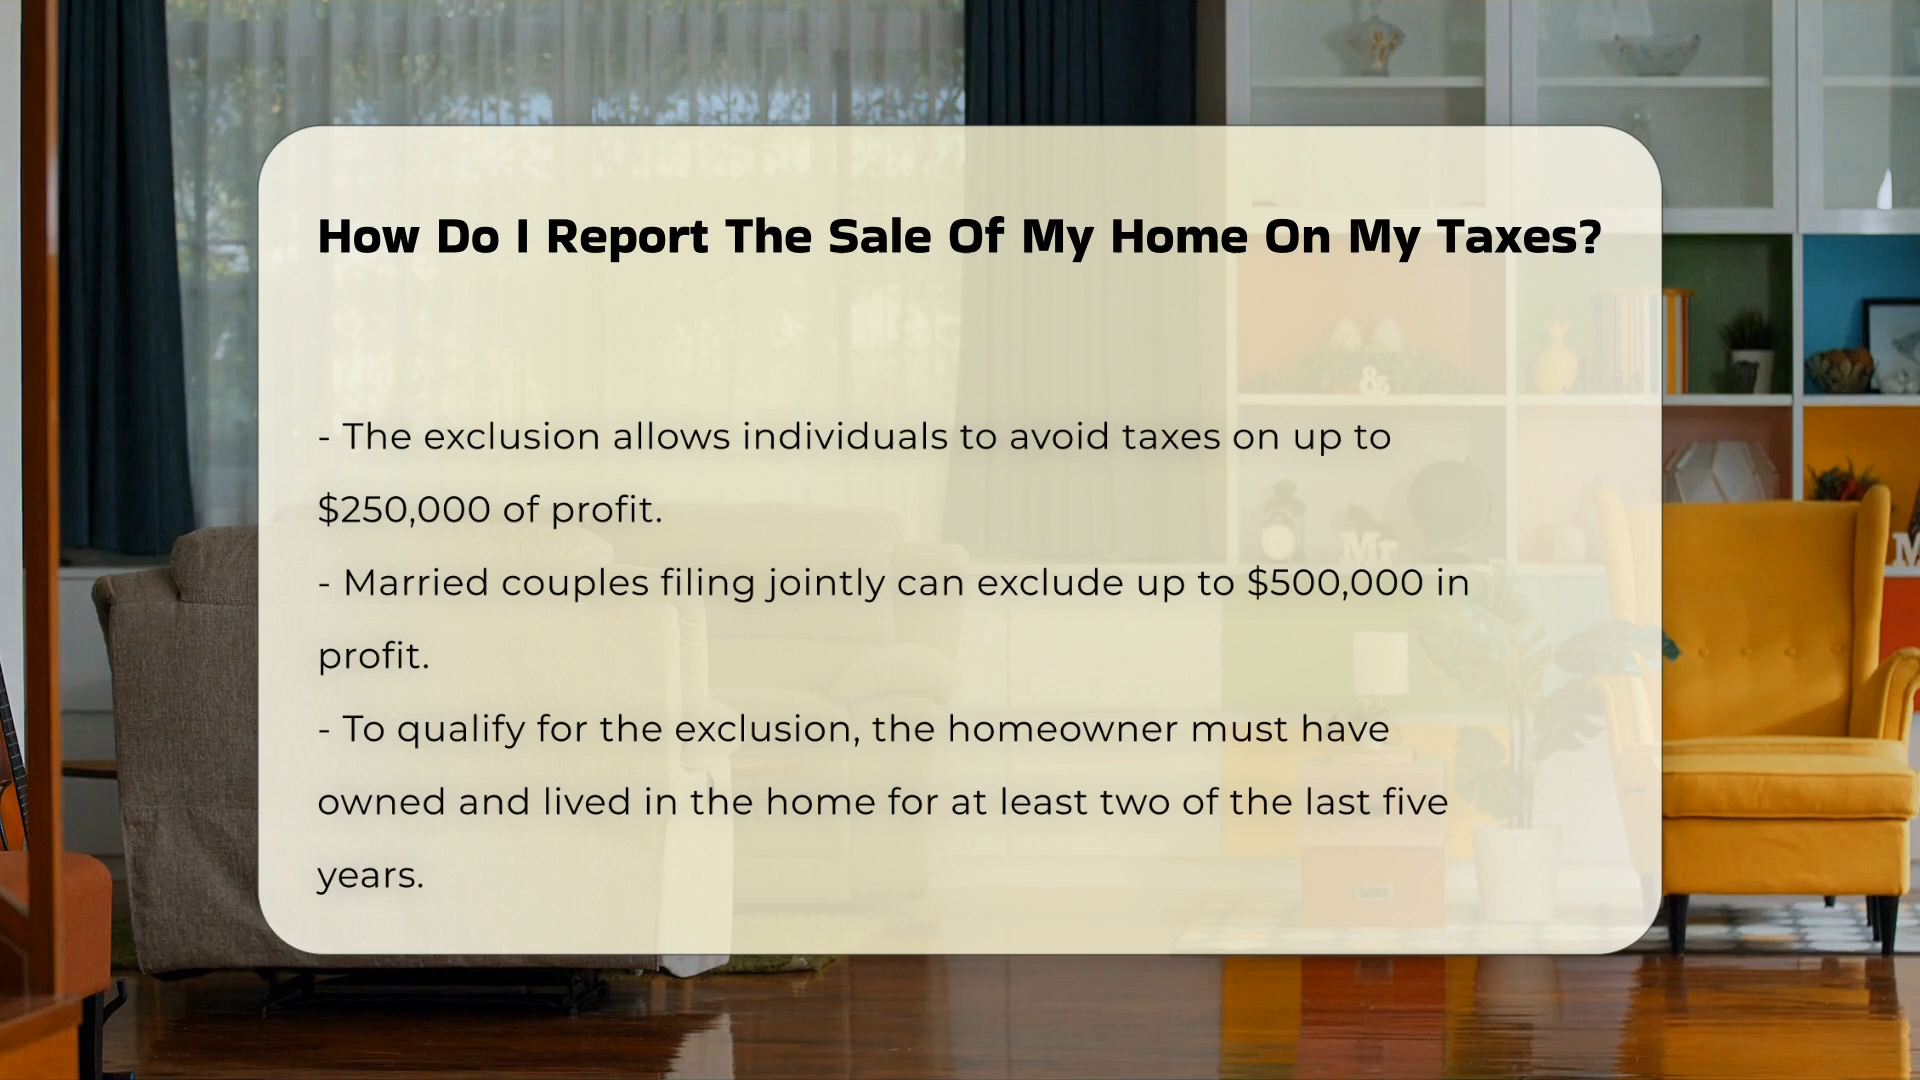 How Do I Report The Sale Of My Home On My Taxes?
- The exclusion allows individuals to avoid taxes on up to
$250,000 of profit.
- Married couples filing jointly can exclude up to $500,000 in
profit.
- To qualify for the exclusion, the homeowner must have
owned and lived in the home for at least two of the last five
years.
&
Mr
M